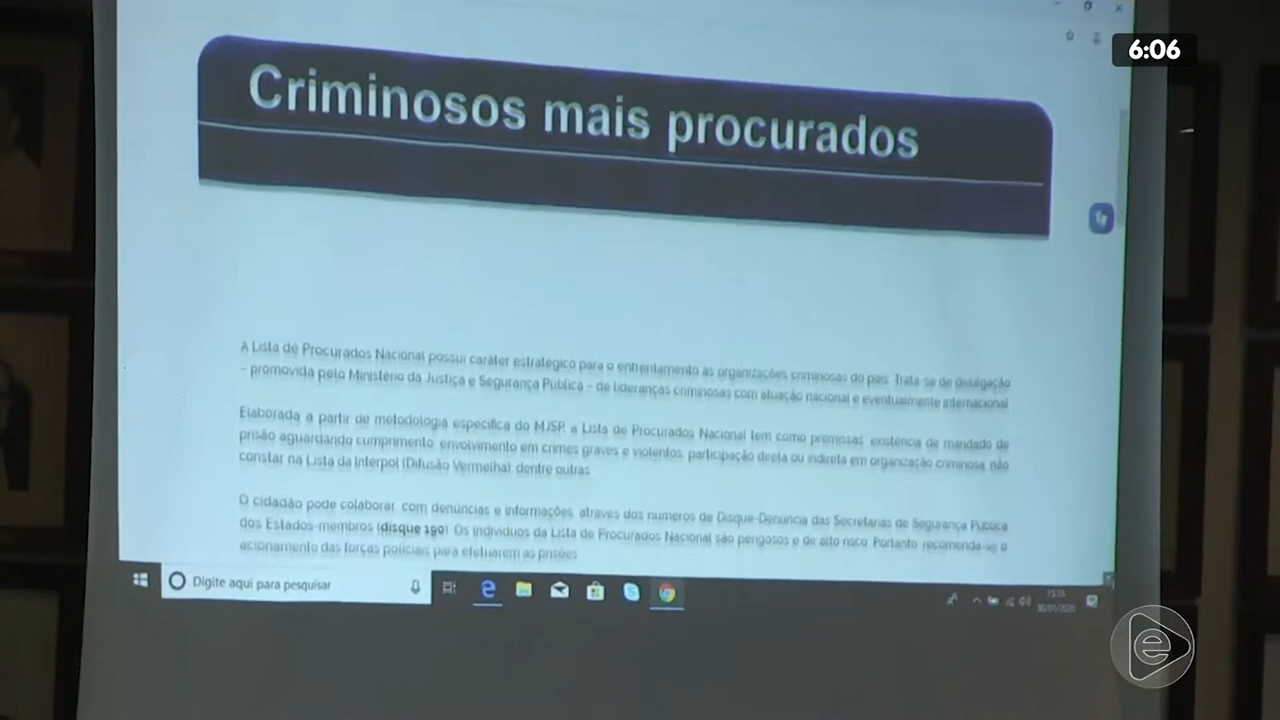 6:06
Criminosos mais procurados
A Lista de Procurados Nacional possui caráter estratégico para o enfrentamento às organizações criminosas do país. Trata-se de divulgação
– promovida pelo Ministério da Justiça e Segurança Pública – de lideranças criminosas com atuação nacional e eventualmente internacional
Elaborada a partir de metodologia específica do MJSP, a Lista de Procurados Nacional tem como premissas: existência de mandado de
prisão aguardando cumprimento, envolvimento em crimes graves e violentos, participação direta ou indireta em organização criminosa, não
constar na Lista da Interpol (Difusão Vermelha), dentre outras.
O cidadão pode colaborar, com denúncias e informações, através dos números de Disque-Denúncia das Secretarias de Segurança Pública
dos Estados-membros (disque 190). Os indivíduos da Lista de Procurados Nacional são perigosos e de alto risco. Portanto, recomenda-se o
acionamento das forças policiais para efetuarem as prisões
Digite aqui para pesquisar
30/01/2020
e